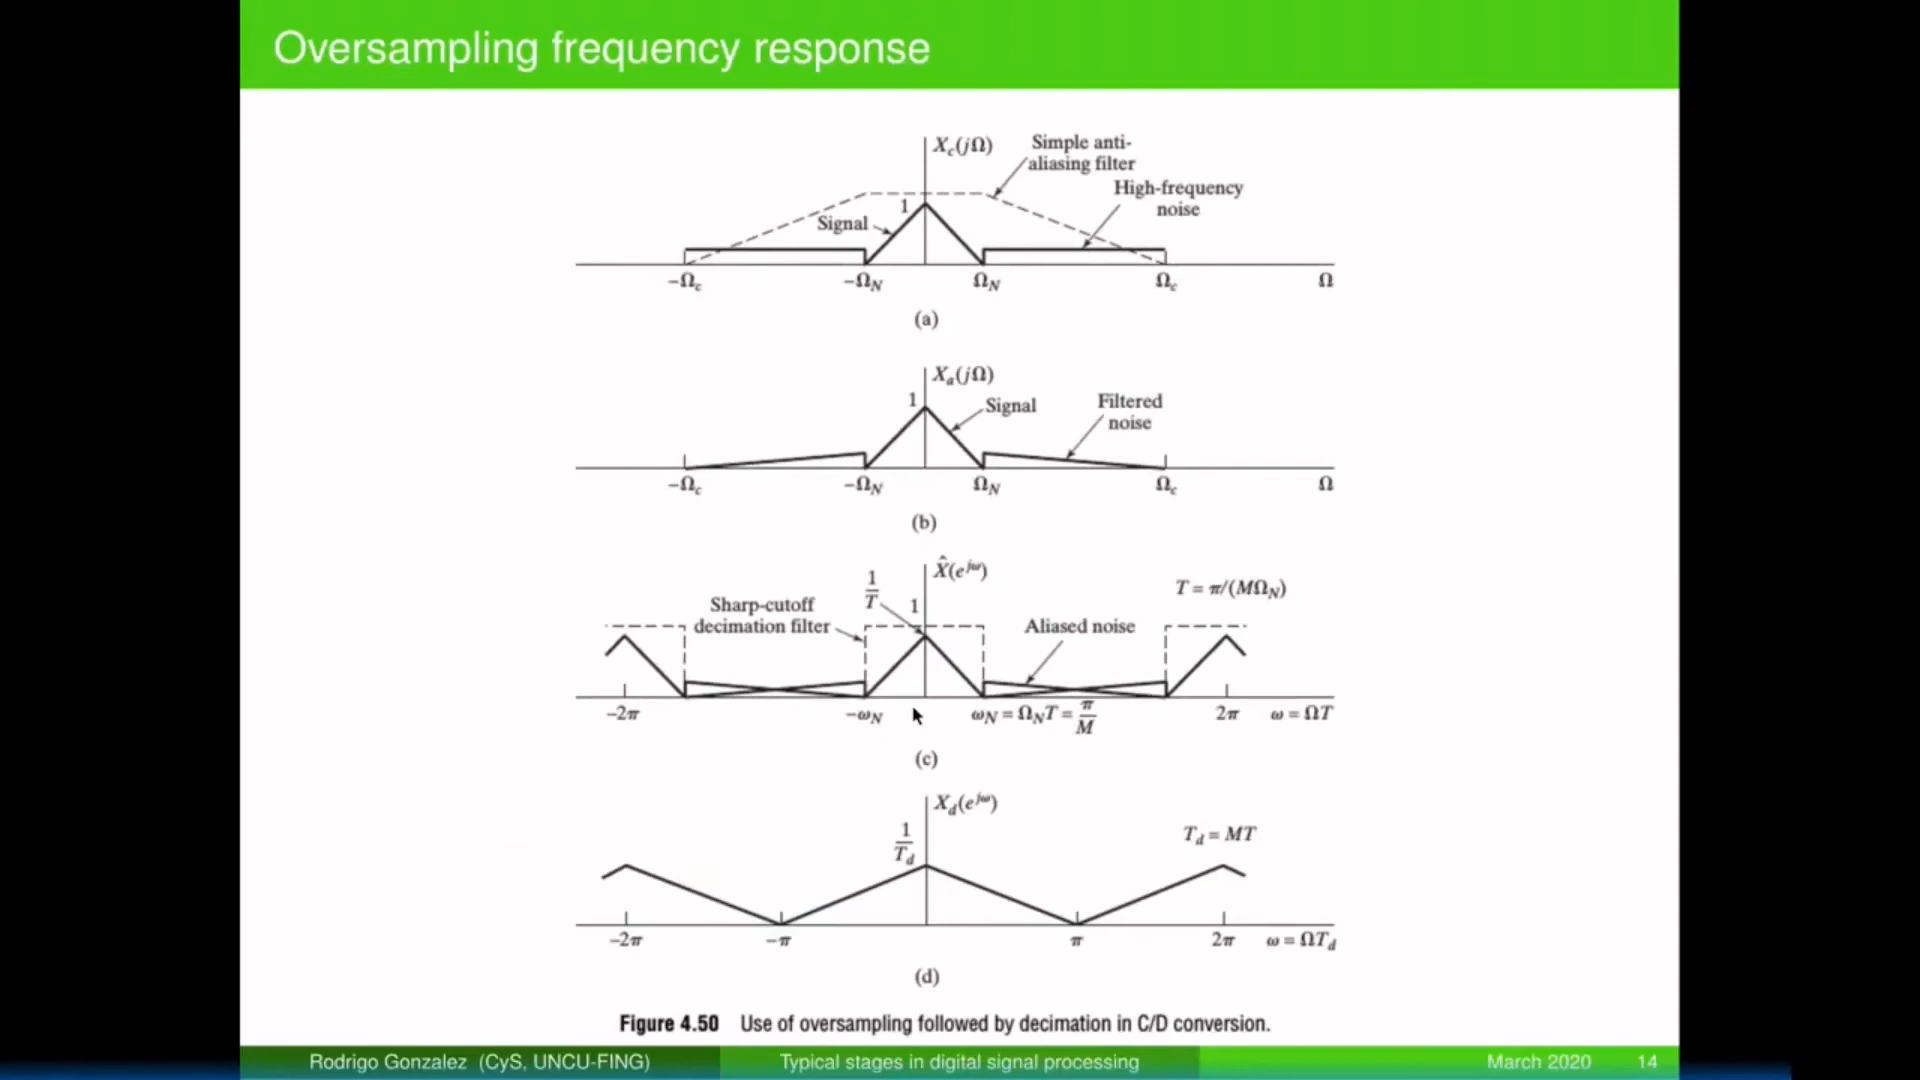 Oversampling frequency response
X_c(jΩ)
Simple anti-
aliasing filter
High-frequency
noise
1
Signal
−Ω_c
−Ω_N
Ω_N
Ω_c
Ω
(a)
X_a(jΩ)
1
Signal
Filtered
noise
−Ω_c
−Ω_N
Ω_N
Ω_c
Ω
(b)
X̂(e^{jω})
1/T
1
T = π/(MΩ_N)
Sharp-cutoff
decimation filter
Aliased noise
−2π
−ω_N
ω_N = Ω_N T = π/M
2π
ω = ΩT
(c)
X_d(e^{jω})
1/T_d
T_d = MT
−2π
−π
π
2π
ω = ΩT_d
(d)
Figure 4.50 Use of oversampling followed by decimation in C/D conversion.
Rodrigo Gonzalez (CyS, UNCU-FING)
Typical stages in digital signal processing
March 2020
14